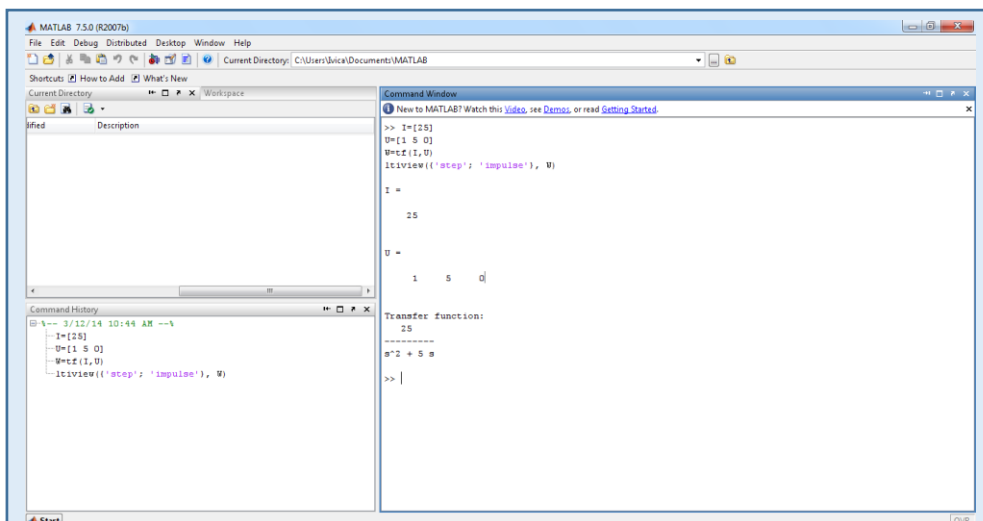 MATLAB 7.5.0 (R2007b)
File Edit Debug Distributed Desktop Window Help
Current Directory: C:\Users\Ivica\Documents\MATLAB
Shortcuts How to Add What's New
Current Directory Workspace
dified Description
Command History
%-- 3/12/14 10:44 AM --%
I=[25]
U=[1 5 0]
W=tf(I,U)
ltiview({'step'; 'impulse'}, W)
Command Window
New to MATLAB? Watch this Video, see Demos, or read Getting Started.
>> I=[25]
U=[1 5 0]
W=tf(I,U)
ltiview({'step'; 'impulse'}, W)
I =
25
U =
1 5 0
Transfer function:
25
---------
s^2 + 5 s
>>
Start
OVR